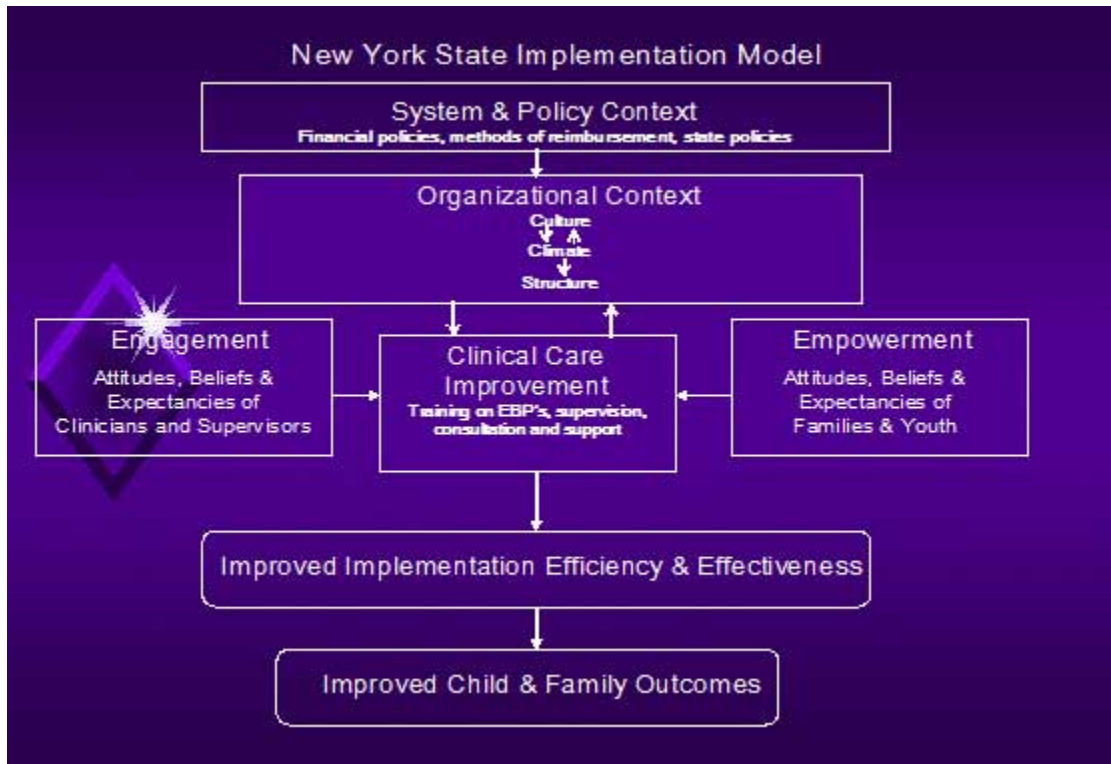 New York State Implementation Model
System & Policy Context
Financial policies, methods of reimbursement, state policies
Organizational Context
Culture
Climate
Structure
Engagement
Attitudes, Beliefs &
Expectancies of
Clinicians and Supervisors
Clinical Care
Improvement
Training on EBP's, supervision,
consultation and support
Empowerment
Attitudes, Beliefs &
Expectancies of
Families & Youth
Improved Implementation Efficiency & Effectiveness
Improved Child & Family Outcomes